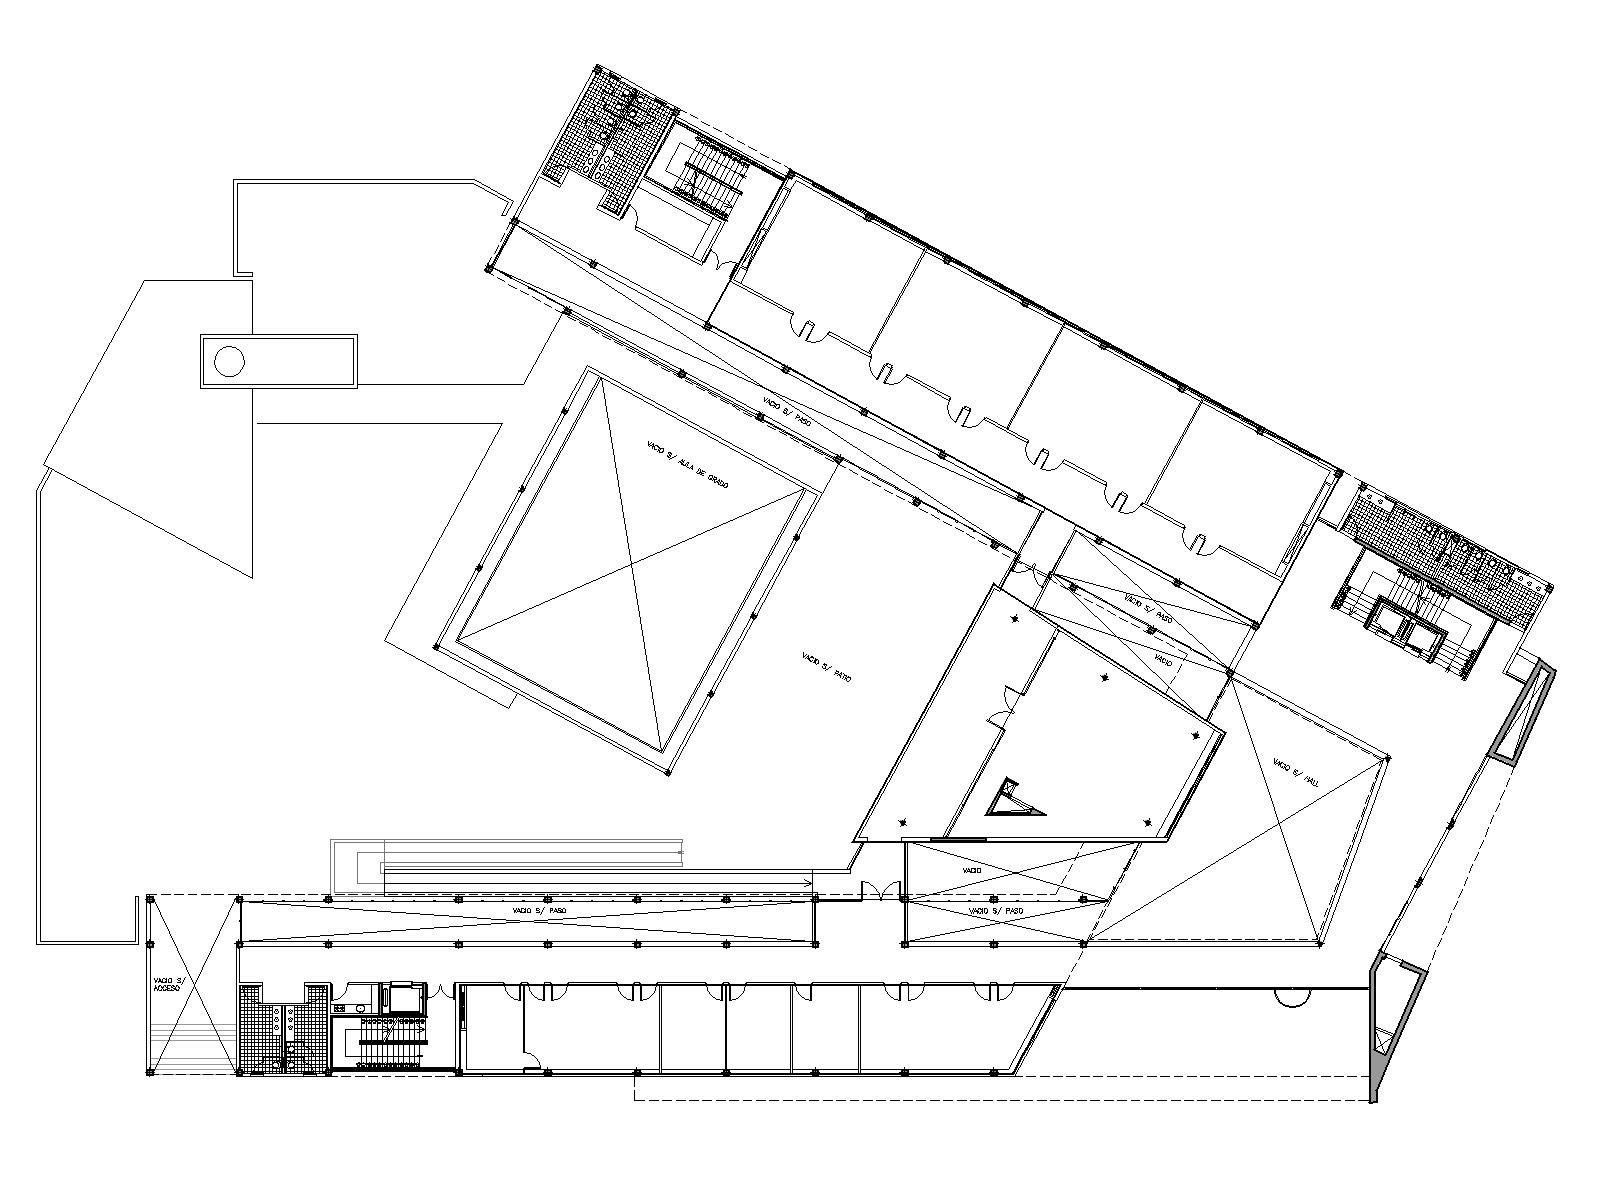 VACIO S/ PASO
VACIO S/ AULA DE GRADO
VACIO S/ PASO
VACIO S/ PATIO
VACIO
VACIO S/ HALL
VACIO
VACIO S/ PASO
VACIO S/ PASO
VACIO S/
ACCESO